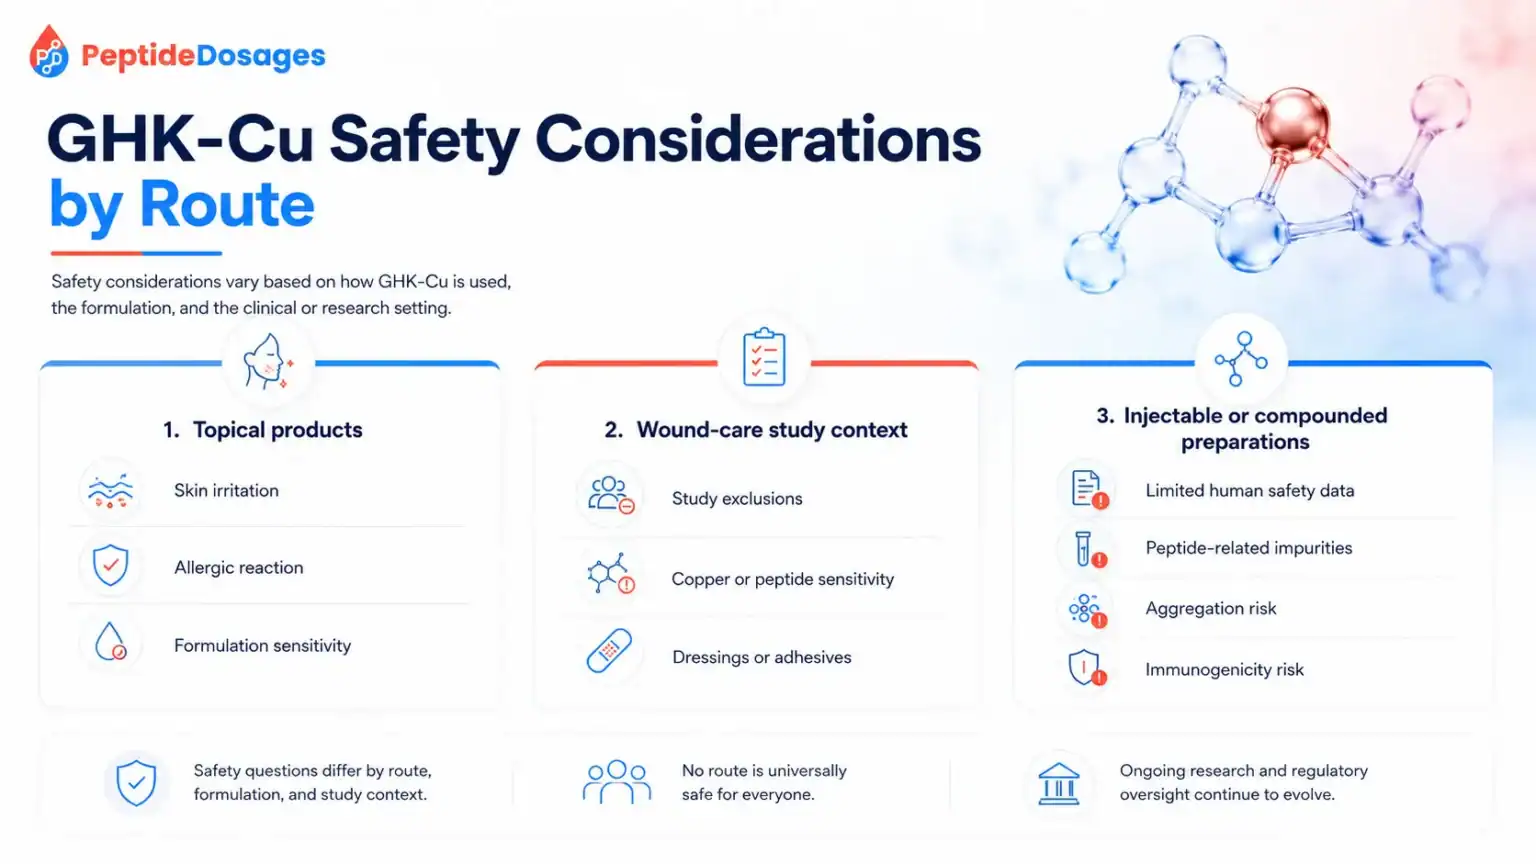 PeptideDosages
GHK-Cu Safety Considerations
by Route
Safety considerations vary based on how GHK-Cu is used,
the formulation, and the clinical or research setting.
1. Topical products
Skin irritation
Allergic reaction
Formulation sensitivity
2. Wound-care study context
Study exclusions
Copper or peptide sensitivity
Dressings or adhesives
3. Injectable or compounded
preparations
Limited human safety data
Peptide-related impurities
Aggregation risk
Immunogenicity risk
Safety questions differ by route,
formulation, and study context.
No route is universally
safe for everyone.
Ongoing research and regulatory
oversight continue to evolve.